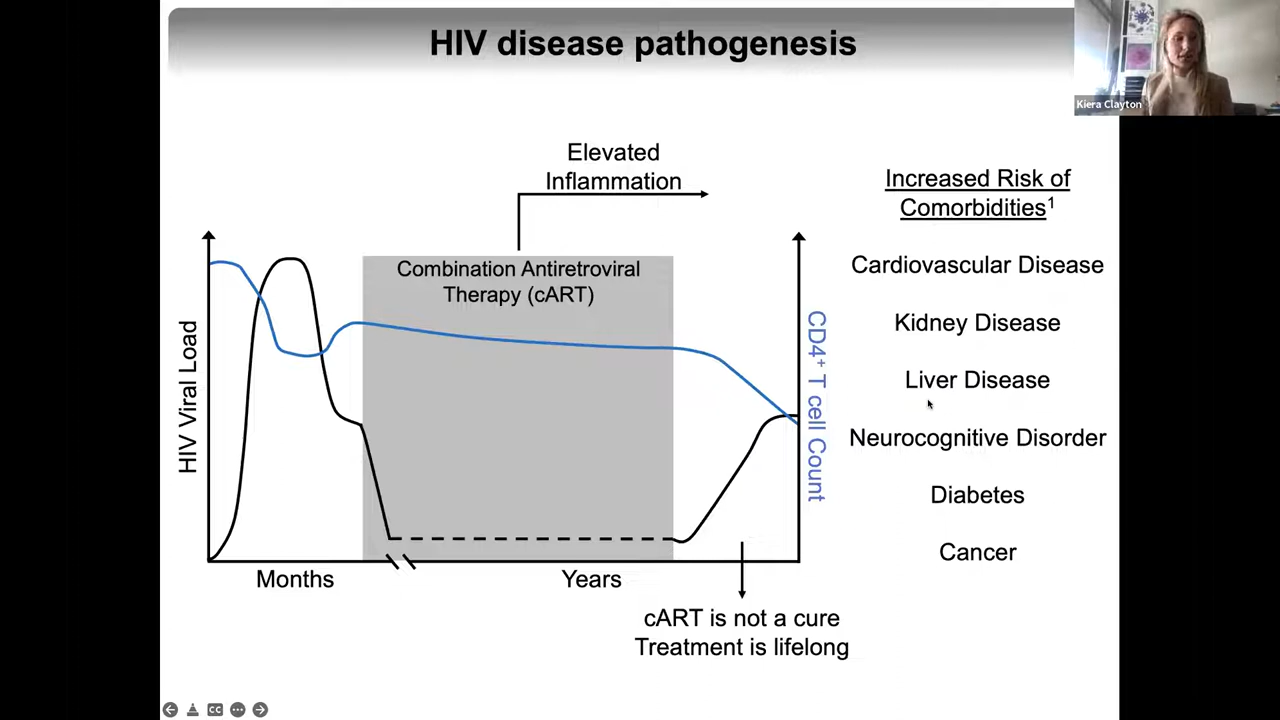 HIV disease pathogenesis
Kiera Clayton
Elevated
Inflammation
Combination Antiretroviral
Therapy (cART)
HIV Viral Load
CD4⁺ T cell Count
Months
Years
cART is not a cure
Treatment is lifelong
Increased Risk of
Comorbidities¹
Cardiovascular Disease
Kidney Disease
Liver Disease
Neurocognitive Disorder
Diabetes
Cancer
CC